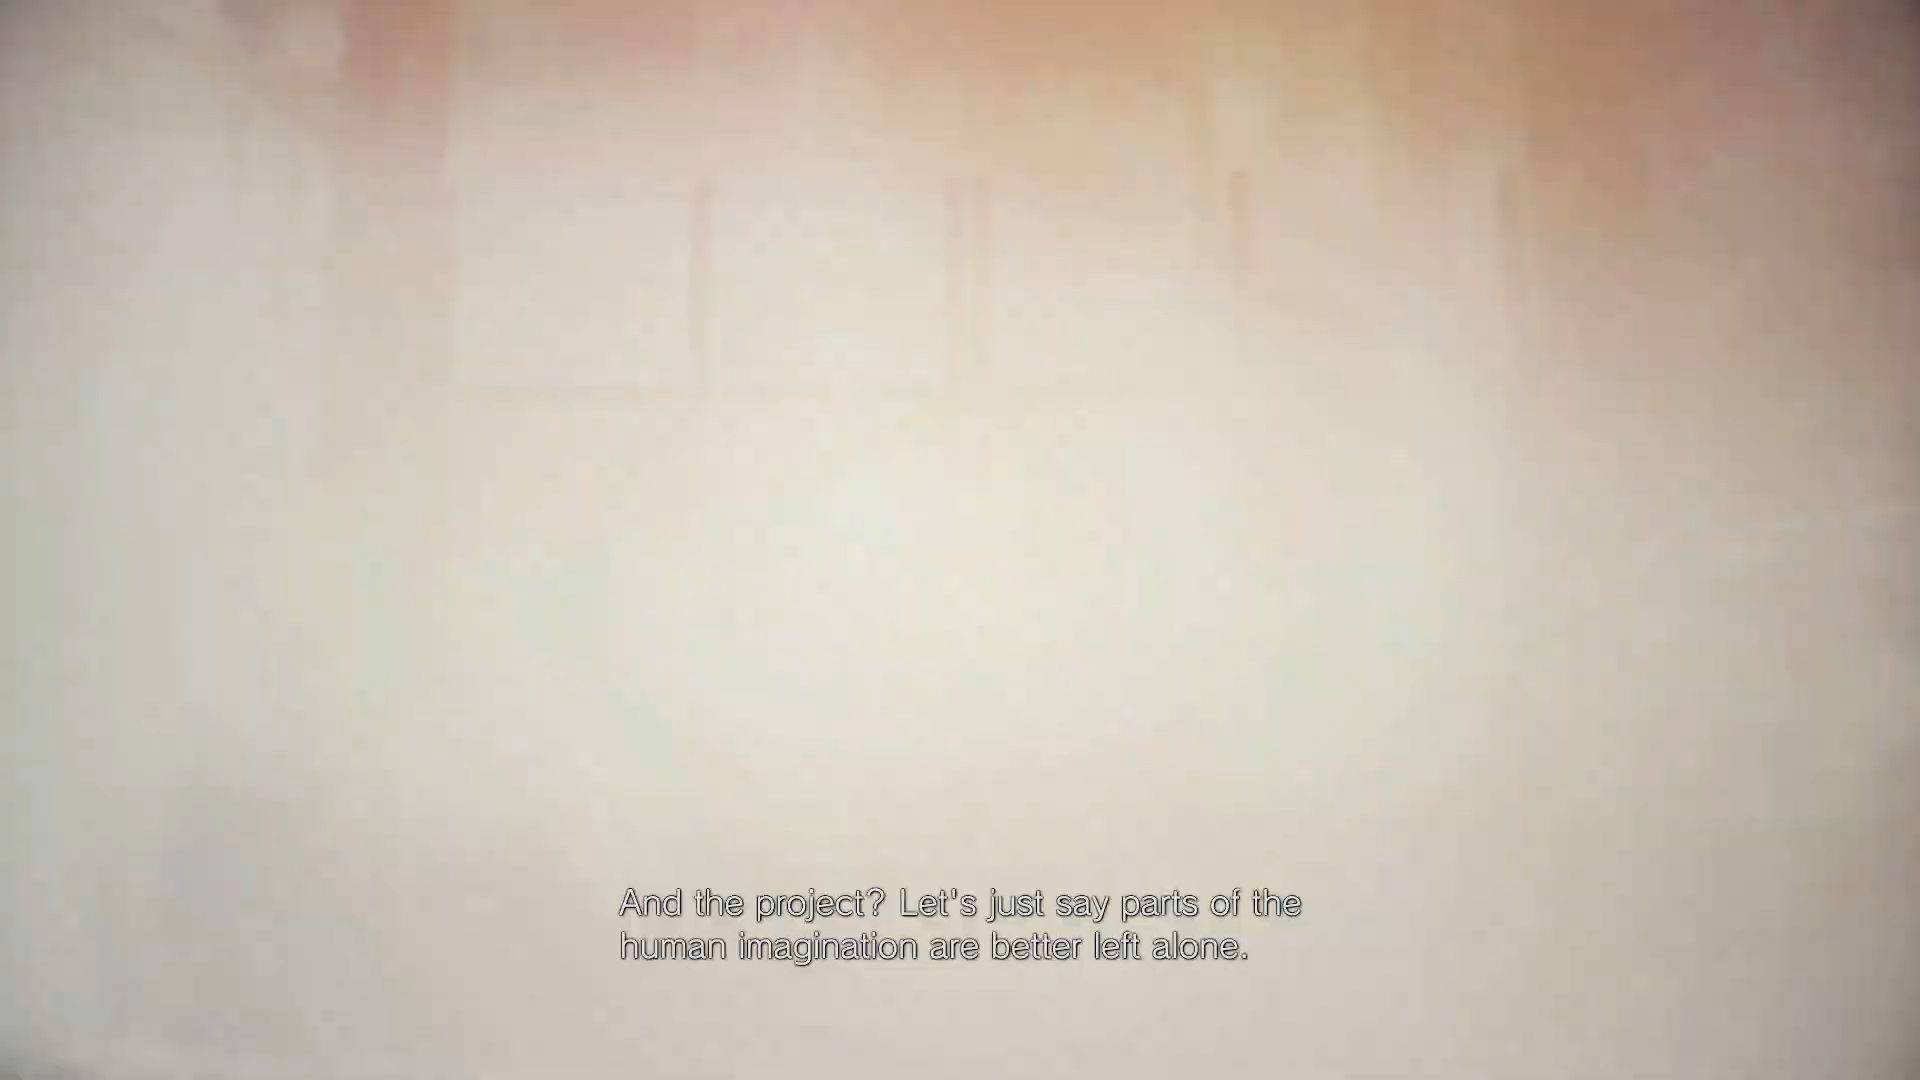 And the project? Let's just say parts of the
human imagination are better left alone.